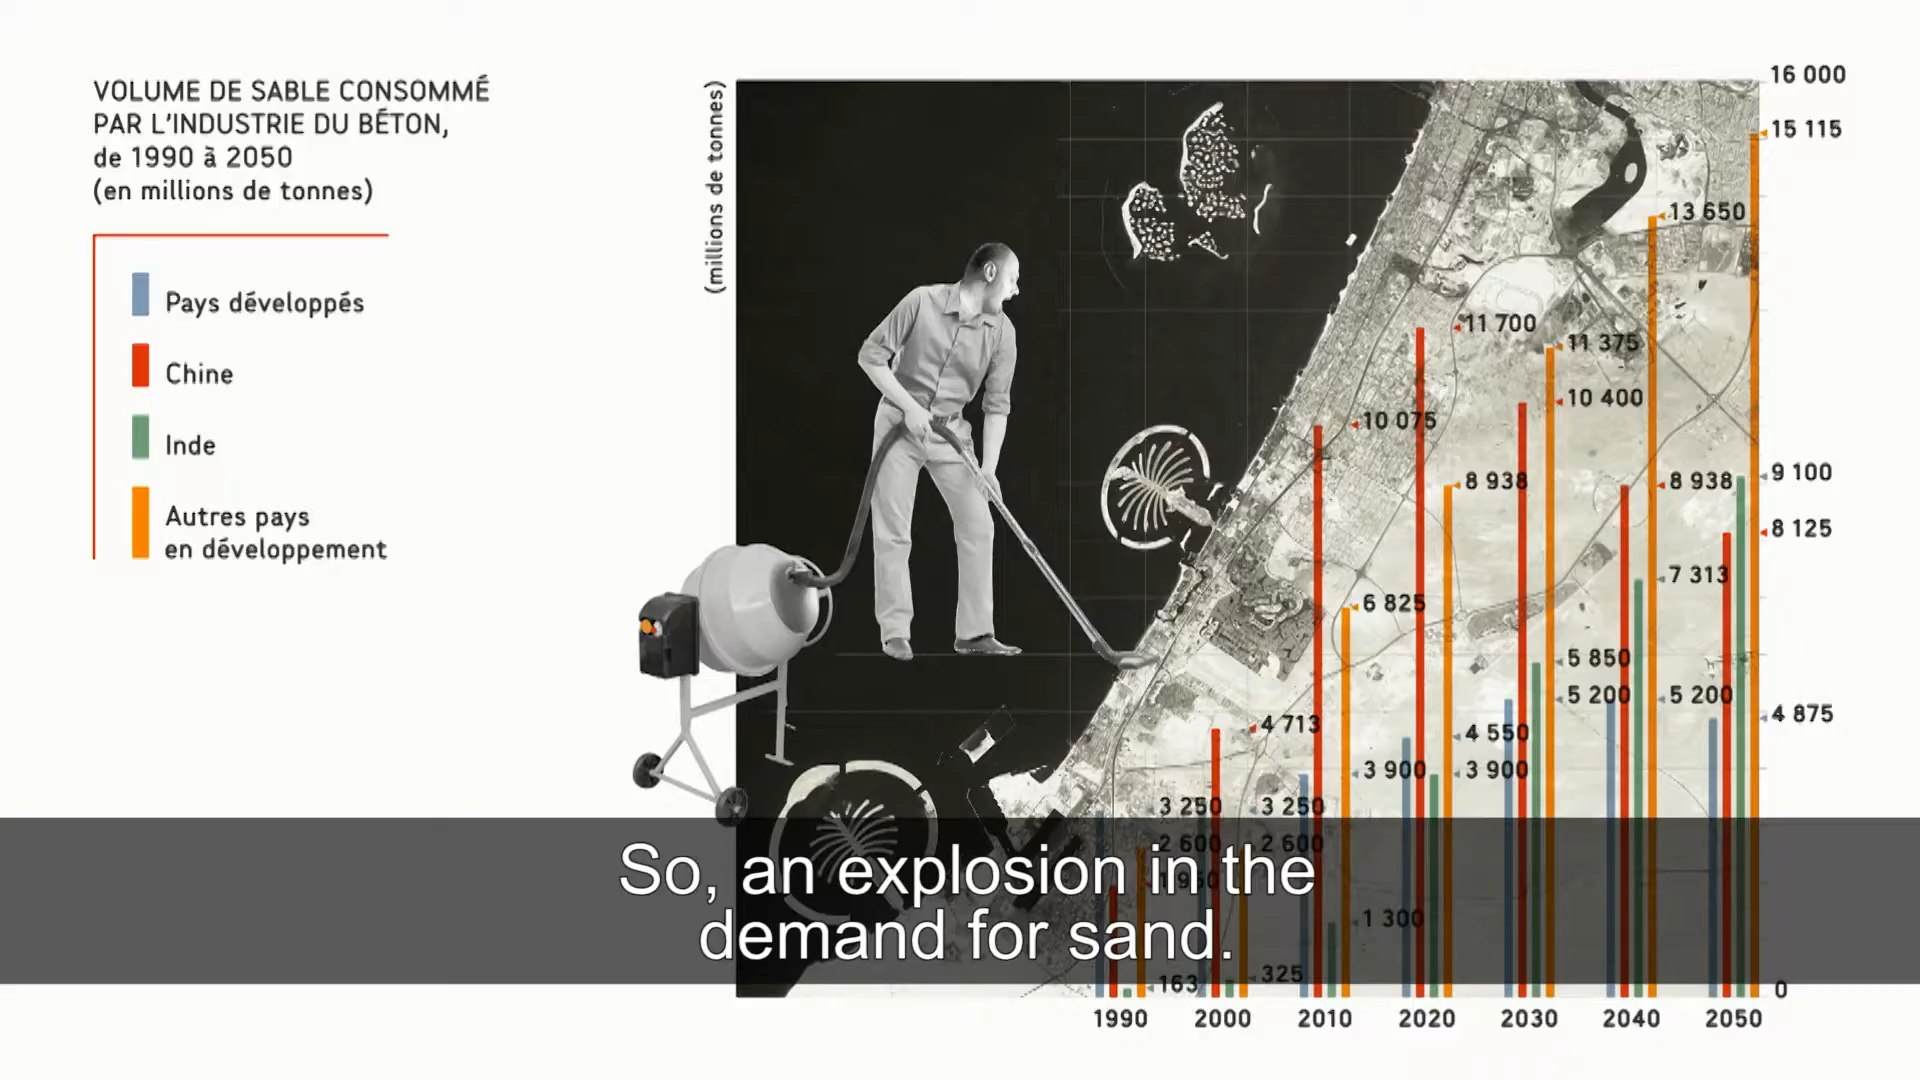 VOLUME DE SABLE CONSOMMÉ
PAR L'INDUSTRIE DU BÉTON,
de 1990 à 2050
(en millions de tonnes)
Pays développés
Chine
Inde
Autres pays
en développement
(millions de tonnes)
16 000
15 115
13 650
11 700
11 375
10 400
10 075
9 100
8 938
8 938
8 125
7 313
6 825
5 850
5 200
5 200
4 875
4 713
4 550
3 900
3 900
3 250
3 250
2 600
2 600
1 950
1 300
325
163
0
1990 2000 2010 2020 2030 2040 2050
So, an explosion in the
demand for sand.